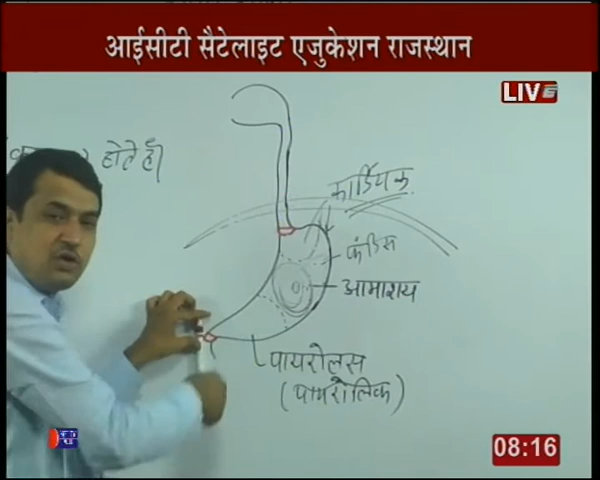 आईसीटी सैटेलाइट एजुकेशन राजस्थान
LIVE
होते है।
कार्डियक
फंडिस
आमाशय
पायरोलस
(पायरोलिक)
08:16